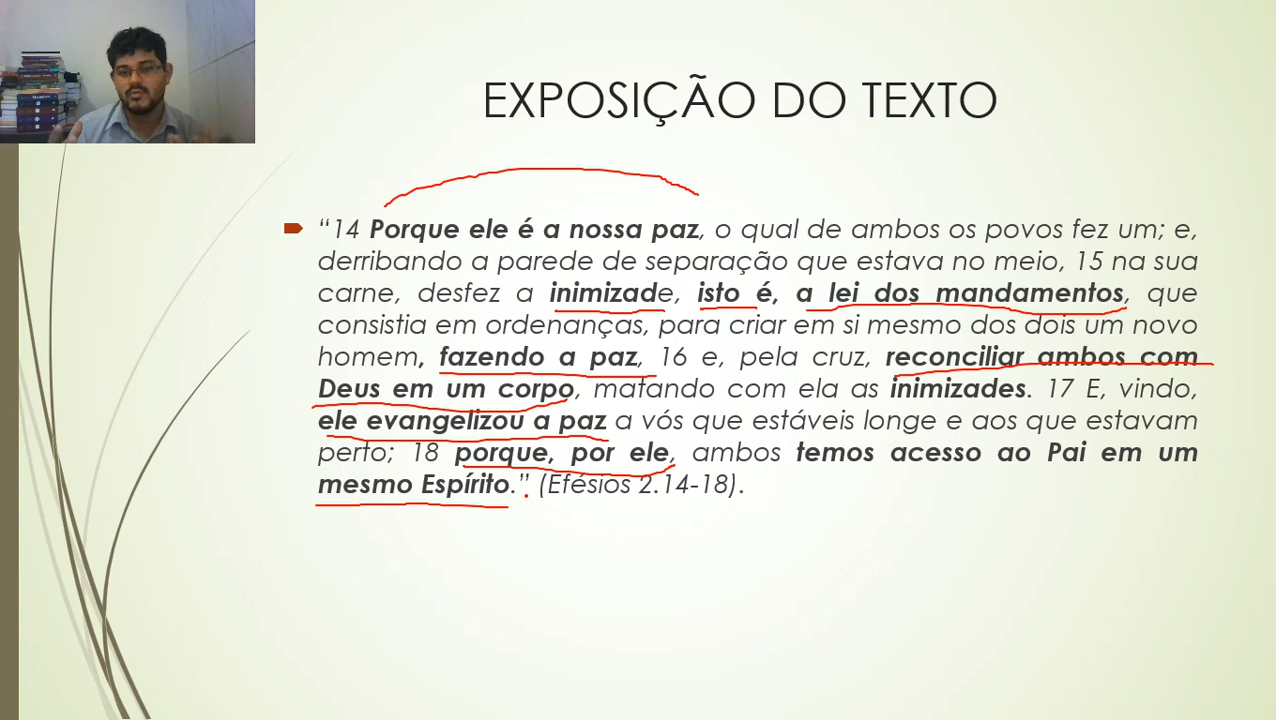 EXPOSIÇÃO DO TEXTO
“14 Porque ele é a nossa paz, o qual de ambos os povos fez um; e,
derribando a parede de separação que estava no meio, 15 na sua
carne, desfez a inimizade, isto é, a lei dos mandamentos, que
consistia em ordenanças, para criar em si mesmo dos dois um novo
homem, fazendo a paz, 16 e, pela cruz, reconciliar ambos com
Deus em um corpo, matando com ela as inimizades. 17 E, vindo,
ele evangelizou a paz a vós que estáveis longe e aos que estavam
perto; 18 porque, por ele, ambos temos acesso ao Pai em um
mesmo Espírito.” (Efésios 2.14-18).